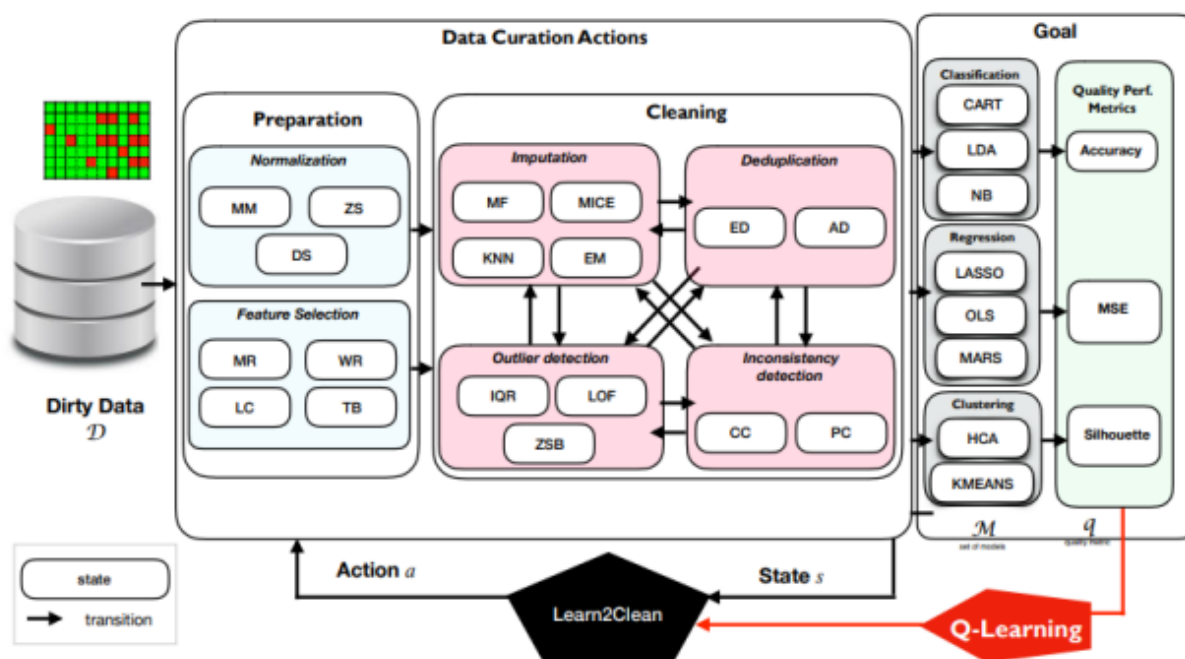 Data Curation Actions
Goal
Preparation
Normalization
MM
ZS
DS
Feature Selection
MR
WR
LC
TB
Cleaning
Imputation
MF
MICE
KNN
EM
Deduplication
ED
AD
Outlier detection
IQR
LOF
ZSB
Inconsistency
detection
CC
PC
Classification
CART
LDA
NB
Regression
LASSO
OLS
MARS
Clustering
HCA
KMEANS
Quality Perf.
Metrics
Accuracy
MSE
Silhouette
M
set of models
q
quality metric
Dirty Data
D
state
transition
Action a
State s
Learn2Clean
Q-Learning